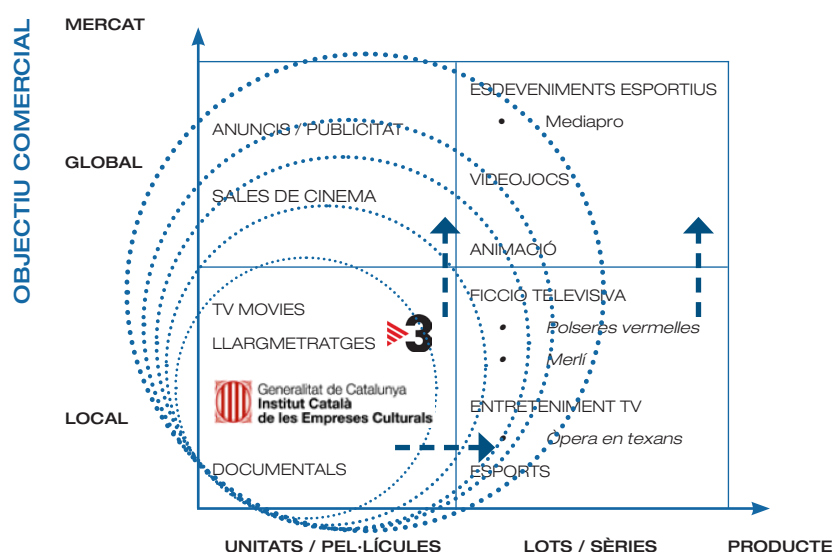 MERCAT
OBJECTIU COMERCIAL
ESDEVENIMENTS ESPORTIUS
• Mediapro
ANUNCIS / PUBLICITAT
GLOBAL
VIDEOJOCS
SALES DE CINEMA
ANIMACIÓ
FICCIÓ TELEVISIVA
TV MOVIES
• Polseres vermelles
LLARGMETRATGES
3
• Merlí
Generalitat de Catalunya
Institut Català
de les Empreses Culturals
ENTRETENIMENT TV
LOCAL
• Òpera en texans
DOCUMENTALS
ESPORTS
UNITATS / PEL·LÍCULES
LOTS / SÈRIES
PRODUCTE